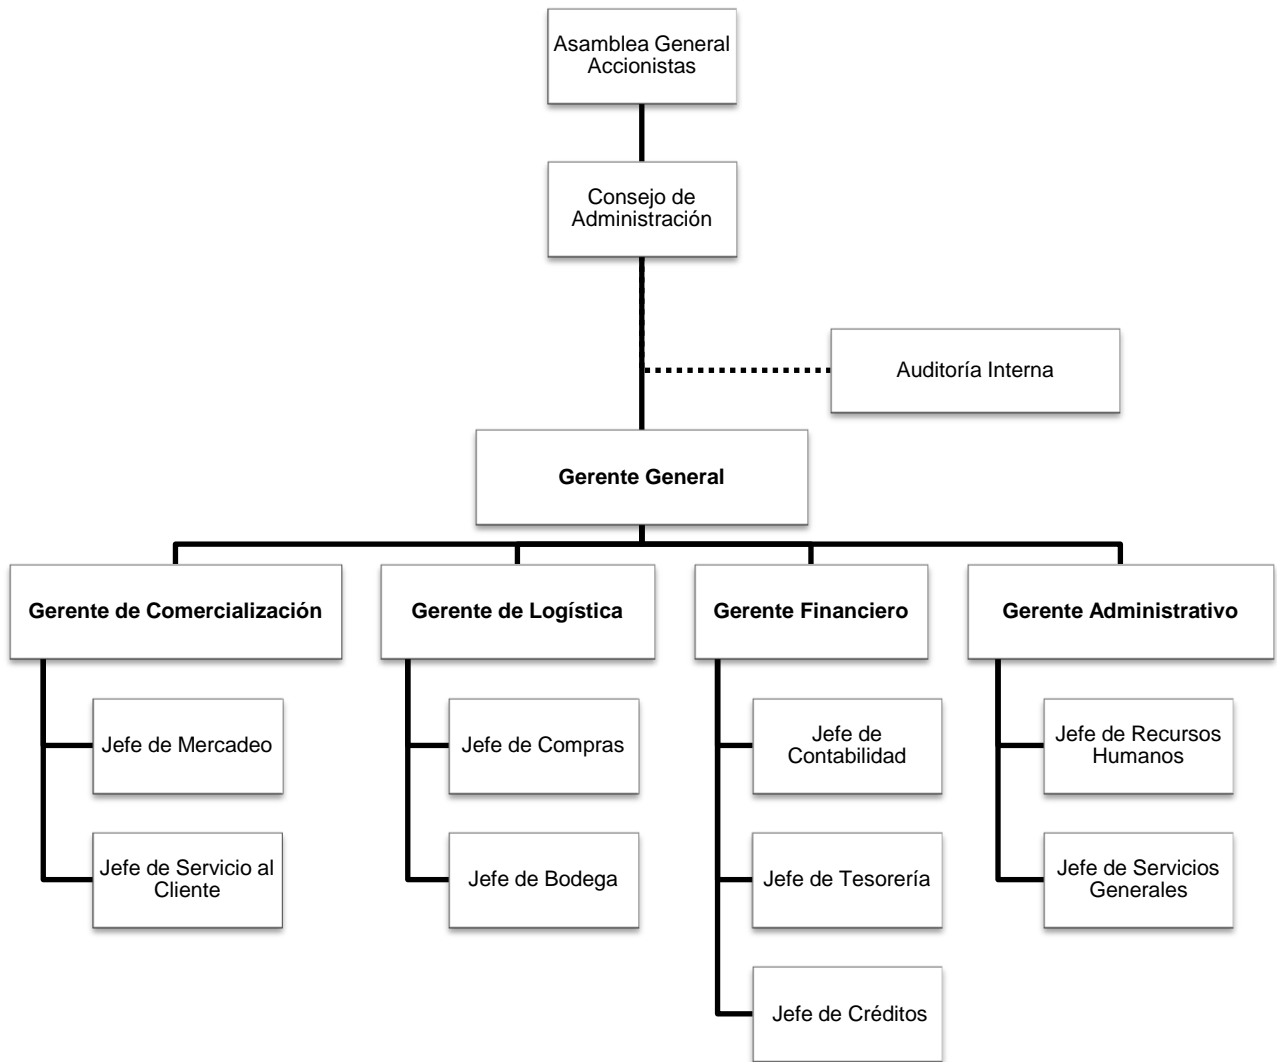 Asamblea General
Accionistas
Consejo de
Administración
Auditoría Interna
Gerente General
Gerente de Comercialización
Gerente de Logística
Gerente Financiero
Gerente Administrativo
Jefe de Mercadeo
Jefe de Compras
Jefe de
Contabilidad
Jefe de Recursos
Humanos
Jefe de Servicio al
Cliente
Jefe de Bodega
Jefe de Tesorería
Jefe de Servicios
Generales
Jefe de Créditos